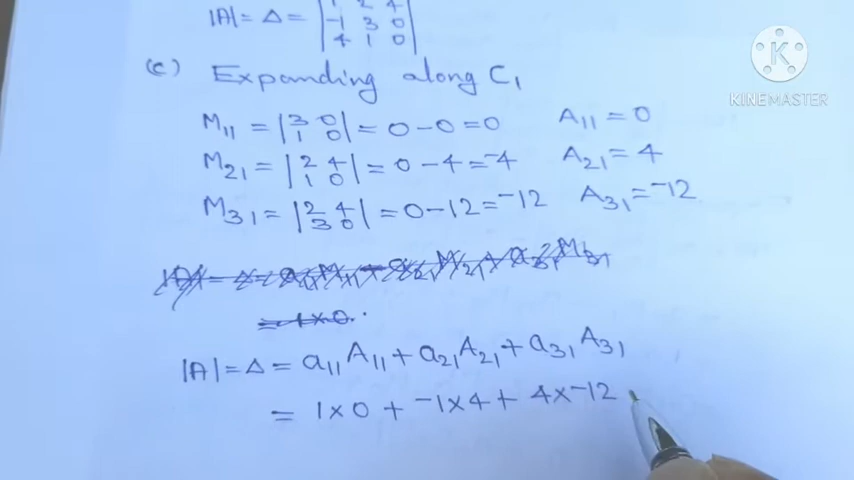 |A| = Δ = | 1 2 4
-1 3 0
4 1 0 |
(c) Expanding along C₁
M₁₁ = |3 0 1 0| = 0 - 0 = 0 A₁₁ = 0
M₂₁ = |2 4 1 0| = 0 - 4 = -4 A₂₁ = 4
M₃₁ = |2 4 3 0| = 0 - 12 = -12 A₃₁ = -12
= 1 × 0.
|A| = Δ = a₁₁ A₁₁ + a₂₁ A₂₁ + a₃₁ A₃₁
= 1 × 0 + -1 × 4 + 4 × -12
K
KINEMASTER